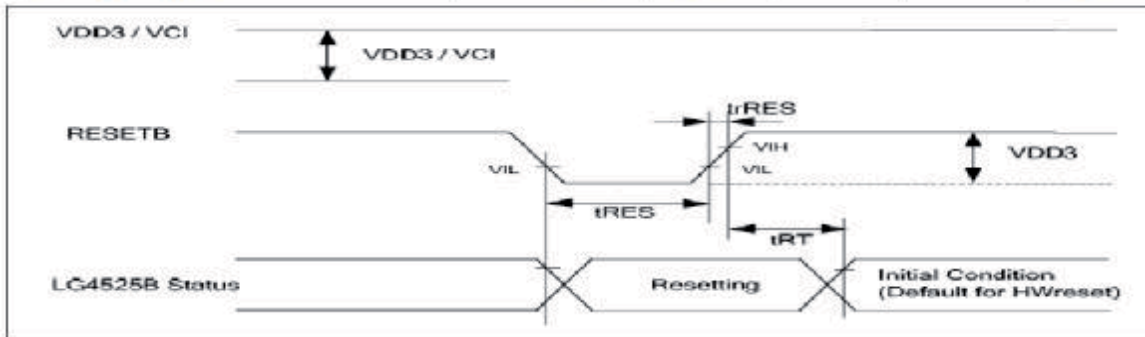 VDD3 / VCI
VDD3 / VCI
trRES
RESETB
VIH
VDD3
VIL
VIL
tRES
tRT
LG4525B Status
Resetting
Initial Condition
(Default for HWreset)